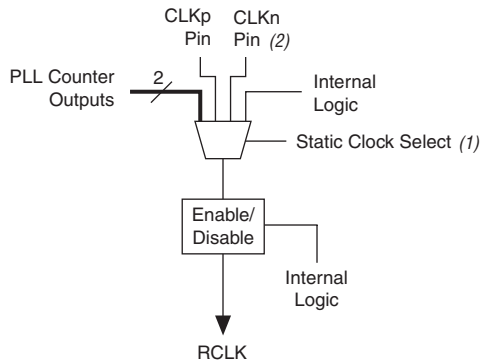 CLKp
Pin
CLKn
Pin (2)
PLL Counter
Outputs
2
Internal
Logic
Static Clock Select (1)
Enable/
Disable
Internal
Logic
RCLK